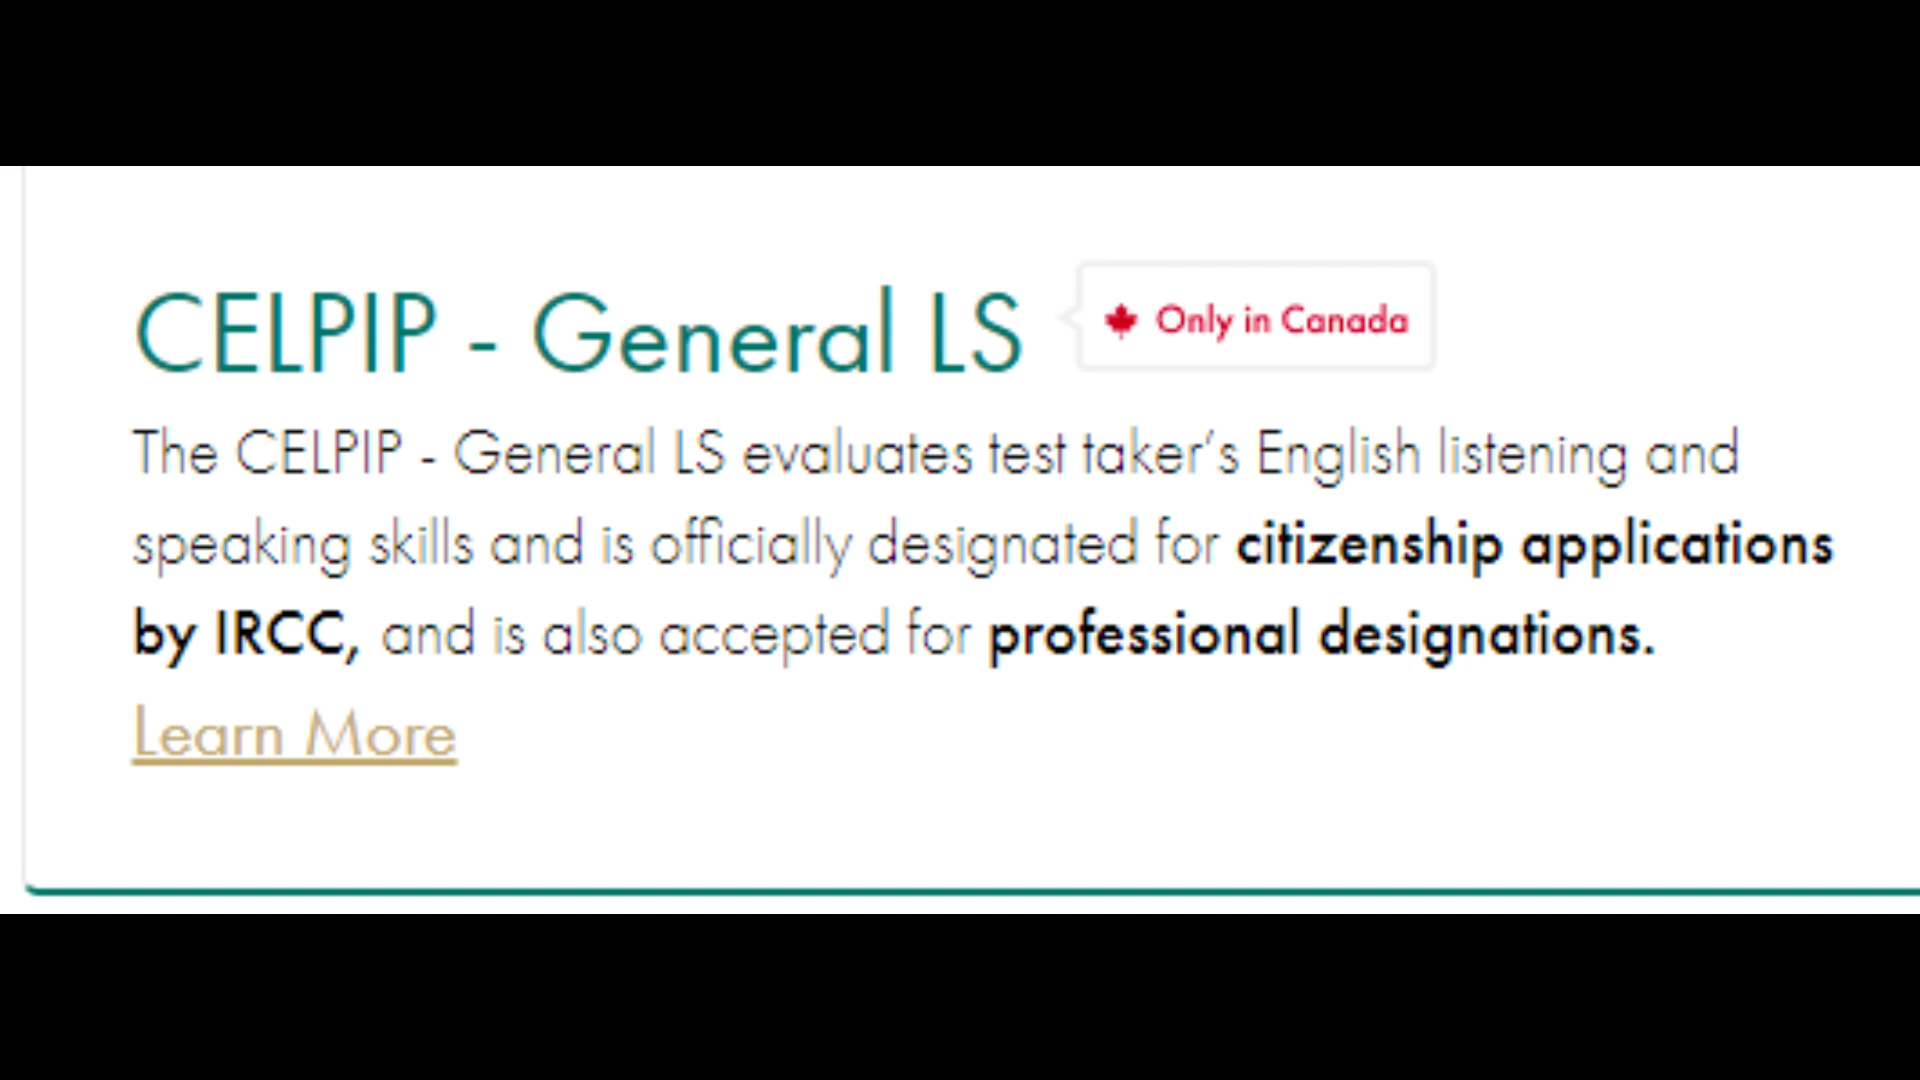 CELPIP - General LS
Only in Canada
The CELPIP - General LS evaluates test taker’s English listening and
speaking skills and is officially designated for citizenship applications
by IRCC, and is also accepted for professional designations.
Learn More